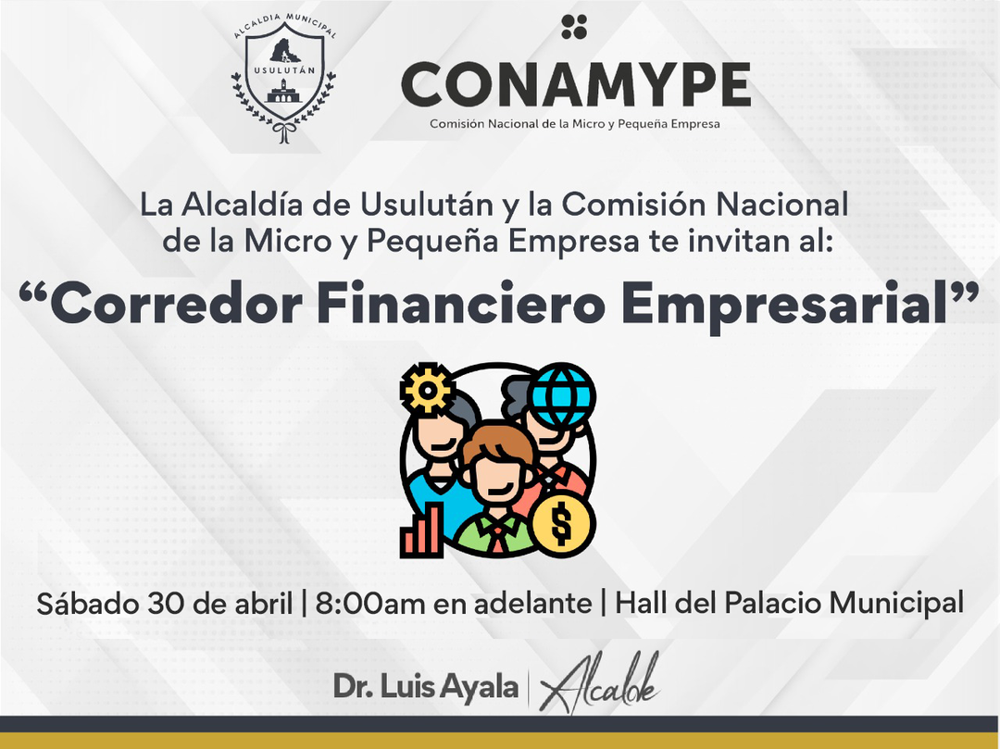 ALCALDIA MUNICIPAL
USULUTÁN
CONAMYPE
Comisión Nacional de la Micro y Pequeña Empresa
La Alcaldía de Usulután y la Comisión Nacional
de la Micro y Pequeña Empresa te invitan al:
“Corredor Financiero Empresarial”
$
Sábado 30 de abril | 8:00am en adelante | Hall del Palacio Municipal
Dr. Luis Ayala | Alcalde